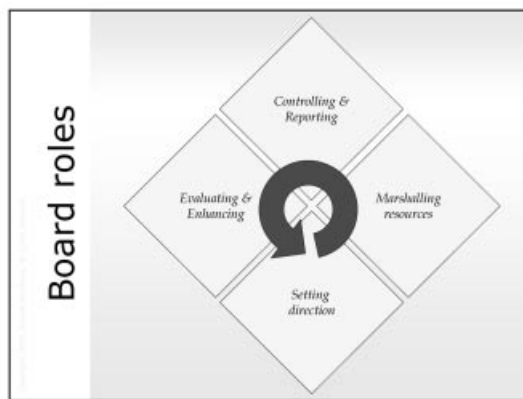 Board roles
Controlling &
Reporting
Evaluating &
Enhancing
Marshalling
resources
Setting
direction